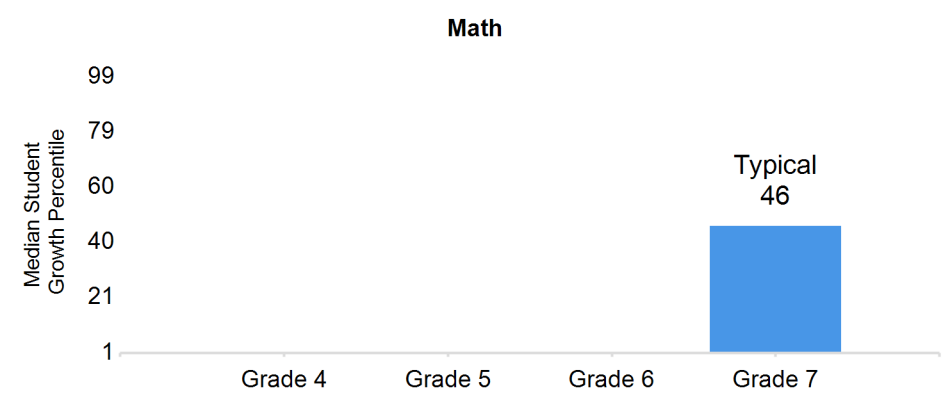 Math
Median Student
Growth Percentile
99
79
60
40
21
1
Typical
46
Grade 4
Grade 5
Grade 6
Grade 7